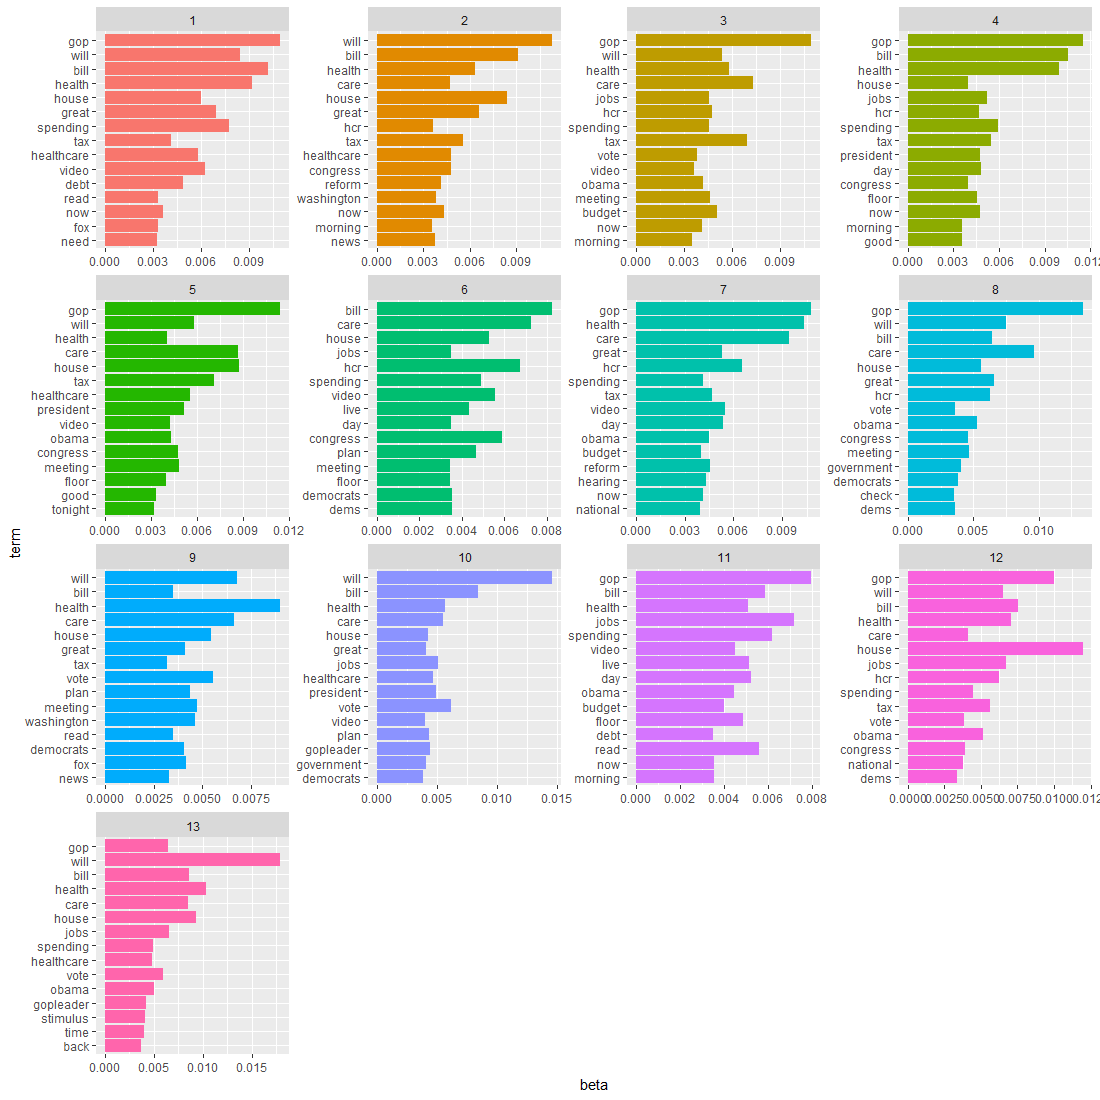 1
gop
will
bill
health
house
great
spending
tax
healthcare
video
debt
read
now
fox
need
0.000 0.003 0.006 0.009
2
will
bill
health
care
house
great
hcr
tax
healthcare
congress
reform
washington
now
morning
news
0.000 0.003 0.006 0.009
3
gop
will
health
care
jobs
hcr
spending
tax
vote
video
obama
meeting
budget
now
morning
0.000 0.003 0.006 0.009
4
gop
bill
health
house
jobs
hcr
spending
tax
president
day
congress
floor
now
morning
good
0.000 0.003 0.006 0.009 0.012
5
gop
will
health
care
house
tax
healthcare
president
video
obama
congress
meeting
floor
good
tonight
0.000 0.003 0.006 0.009 0.012
6
bill
care
house
jobs
hcr
spending
video
live
day
congress
plan
meeting
floor
democrats
dems
0.000 0.002 0.004 0.006 0.008
7
gop
health
care
great
hcr
spending
tax
video
day
obama
budget
reform
hearing
now
national
0.000 0.003 0.006 0.009
8
gop
will
bill
care
house
great
hcr
vote
obama
congress
meeting
government
democrats
check
dems
0.000 0.005 0.010
term
9
will
bill
health
care
house
great
tax
vote
plan
meeting
washington
read
democrats
fox
news
0.0000 0.0025 0.0050 0.0075
10
will
bill
health
care
house
great
jobs
healthcare
president
vote
video
plan
gopleader
government
democrats
0.000 0.005 0.010 0.015
11
gop
bill
health
jobs
spending
video
live
day
obama
budget
floor
debt
read
now
morning
0.000 0.002 0.004 0.006 0.008
12
gop
will
bill
health
care
house
jobs
hcr
spending
tax
vote
obama
congress
national
dems
0.0000 0.0025 0.0050 0.0075 0.0100 0.012
13
gop
will
bill
health
care
house
jobs
spending
healthcare
vote
obama
gopleader
stimulus
time
back
0.000 0.005 0.010 0.015
beta